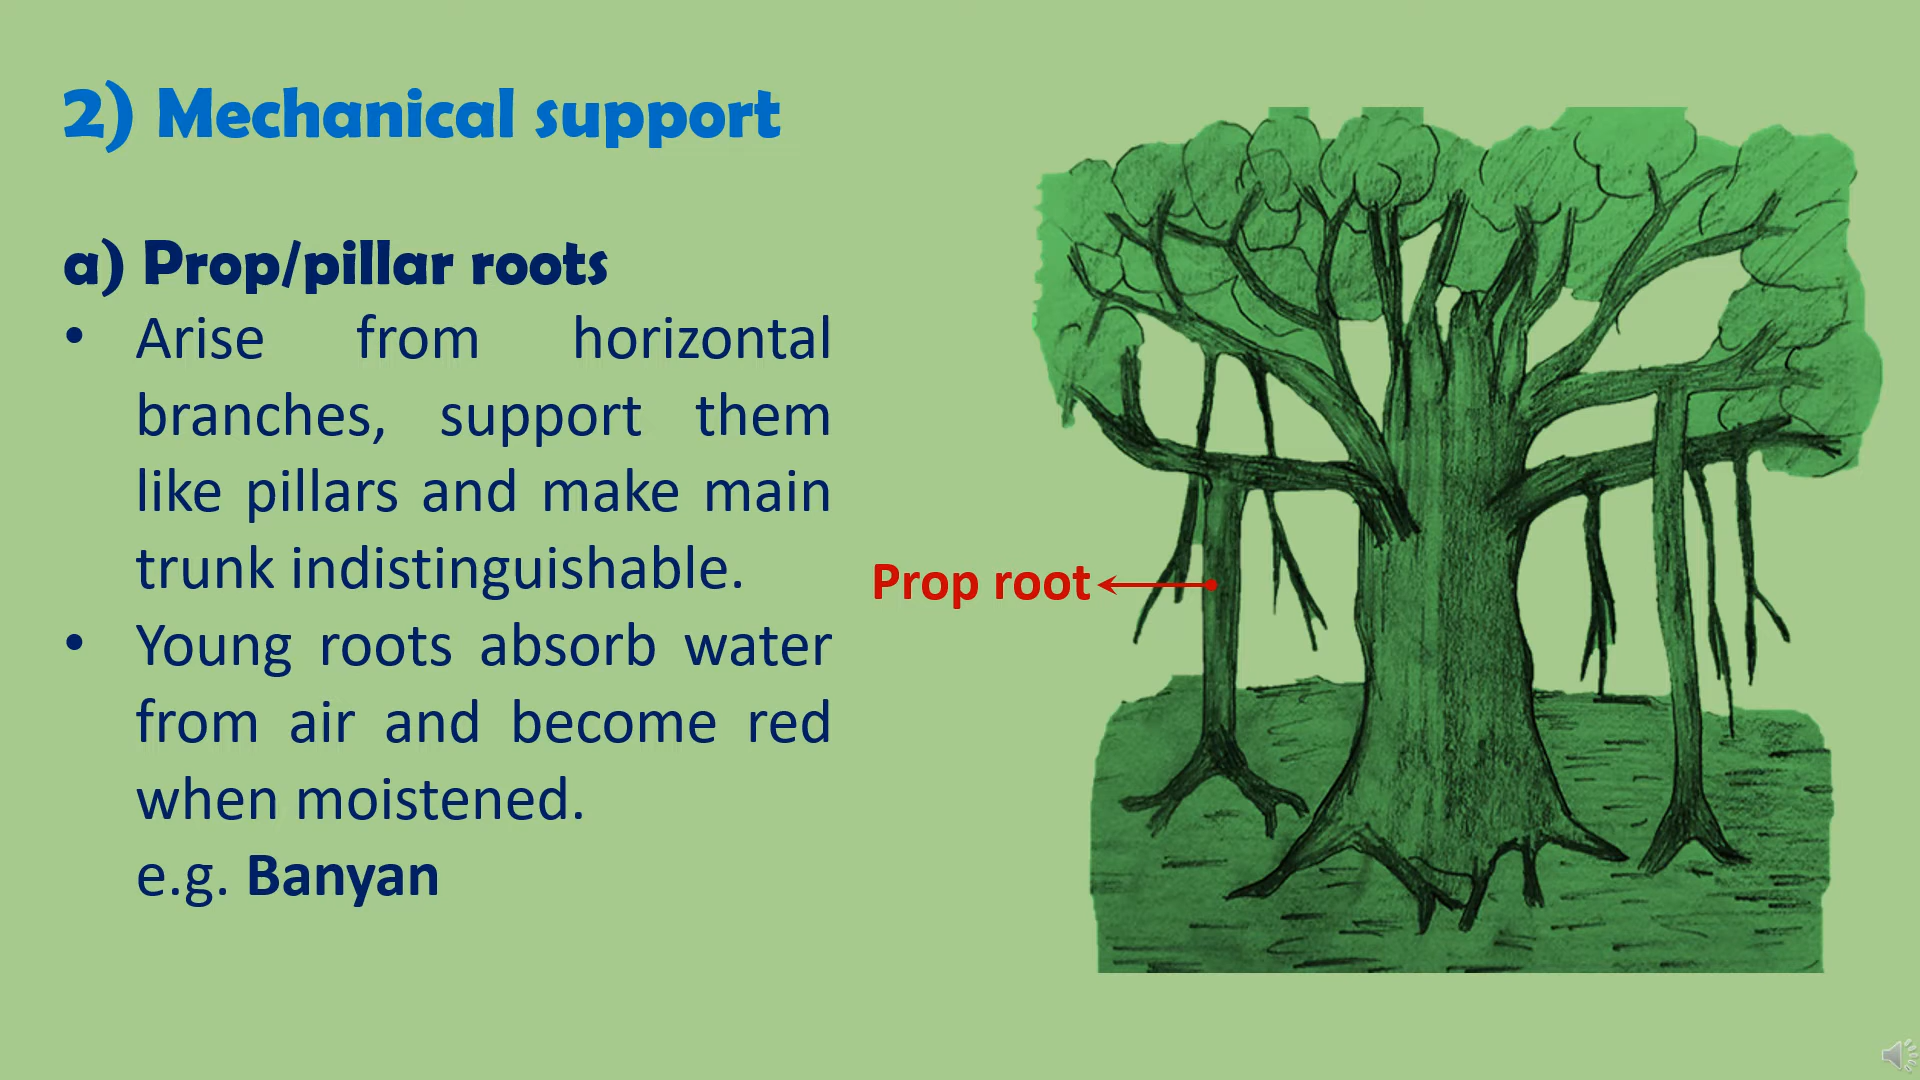 2) Mechanical support
a) Prop/pillar roots
• Arise from horizontal
branches, support them
like pillars and make main
trunk indistinguishable.
• Young roots absorb water
from air and become red
when moistened.
e.g. Banyan
Prop root